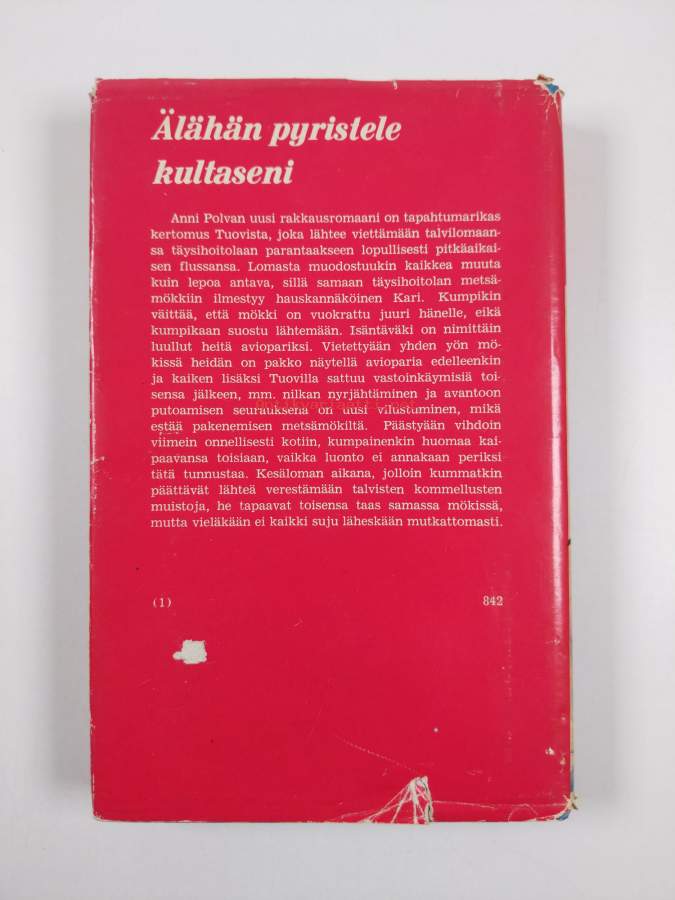 Älähän pyristele
kultaseni
Anni Polvan uusi rakkausromaani on tapahtumarikas
kertomus Tuovista, joka lähtee viettämään talvilomaan-
sa täysihoitolaan parantaakseen lopullisesti pitkäaikai-
sen flussansa. Lomasta muodostuukin kaikkea muuta
kuin lepoa antava, sillä samaan täysihoitolan metsä-
mökkiin ilmestyy hauskannäköinen Kari. Kumpikin
väittää, että mökki on vuokrattu juuri hänelle, eikä
kumpikaan suostu lähtemään. Isäntäväki on nimittäin
luullut heitä aviopariksi. Vietettyään yhden yön mö-
kissä heidän on pakko näytellä avioparia edelleenkin
ja kaiken lisäksi Tuovilla sattuu vastoinkäymisiä toi-
sensa jälkeen, mm. nilkan nyrjähtäminen ja avantoon
putoamisen seurauksena on uusi vilustuminen, mikä
estää pakenemisen metsämökiltä. Päästyään vihdoin
viimein onnellisesti kotiin, kumpainenkin huomaa kai-
paavansa toisiaan, vaikka luonto ei annakaan periksi
tätä tunnustaa. Kesäloman aikana, jolloin kummatkin
päättävät lähteä verestämään talvisten kommellusten
muistoja, he tapaavat toisensa taas samassa mökissä,
mutta vieläkään ei kaikki suju läheskään mutkattomasti.
(1) 842